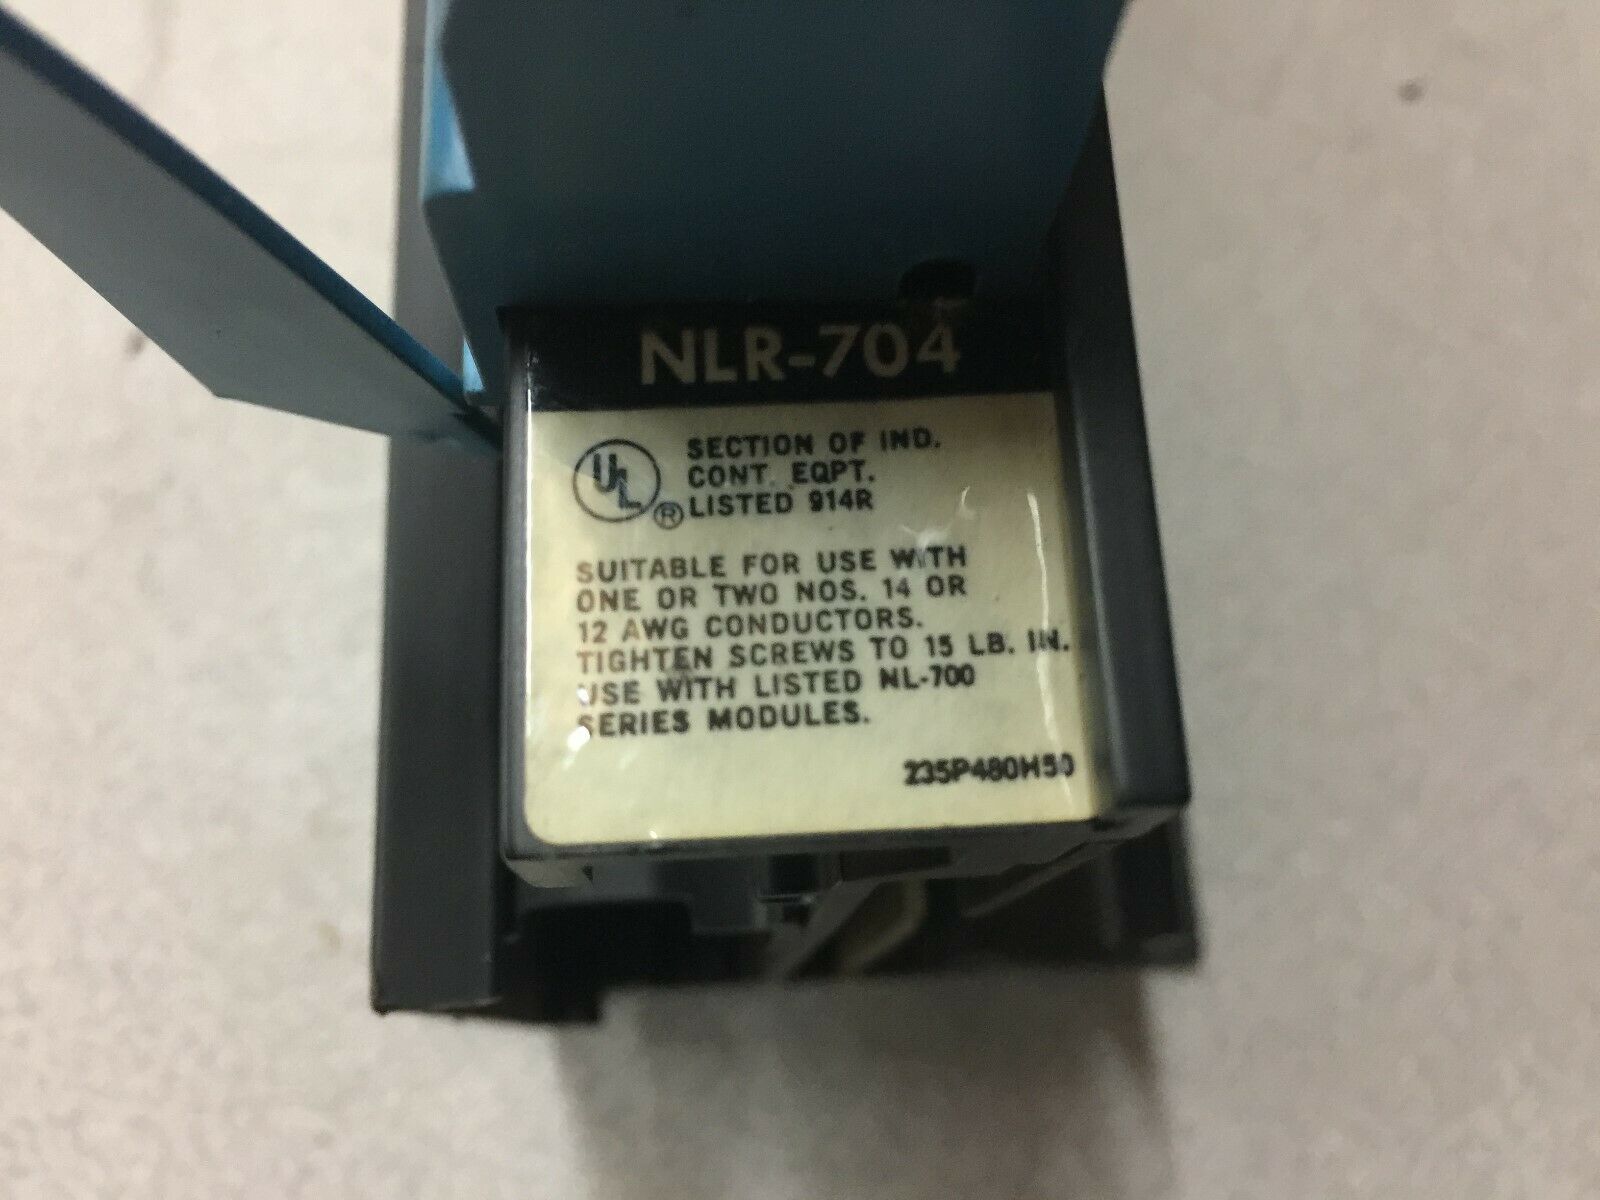 NLR-704
UL ® SECTION OF IND.
CONT. EQPT.
LISTED 914R
SUITABLE FOR USE WITH
ONE OR TWO NOS. 14 OR
12 AWG CONDUCTORS.
TIGHTEN SCREWS TO 15 LB. IN.
USE WITH LISTED NL-700
SERIES MODULES.
235P480H50